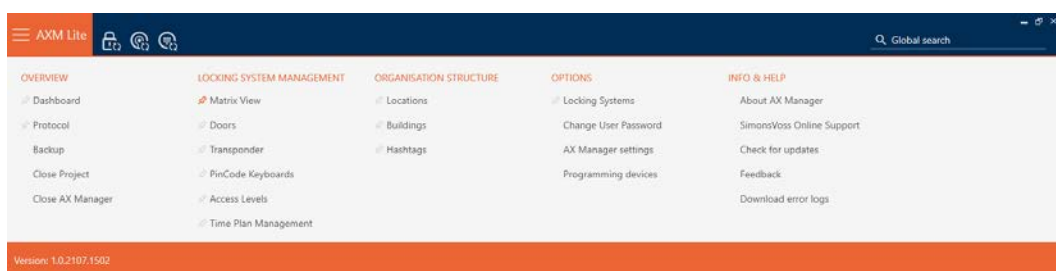 AXM Lite
Global search
OVERVIEW
Dashboard
Protocol
Backup
Close Project
Close AX Manager
LOCKING SYSTEM MANAGEMENT
Matrix View
Doors
Transponder
PinCode Keyboards
Access Levels
Time Plan Management
ORGANISATION STRUCTURE
Locations
Buildings
Hashtags
OPTIONS
Locking Systems
Change User Password
AX Manager settings
Programming devices
INFO & HELP
About AX Manager
SimonsVoss Online Support
Check for updates
Feedback
Download error logs
Version: 1.0.2107.1502